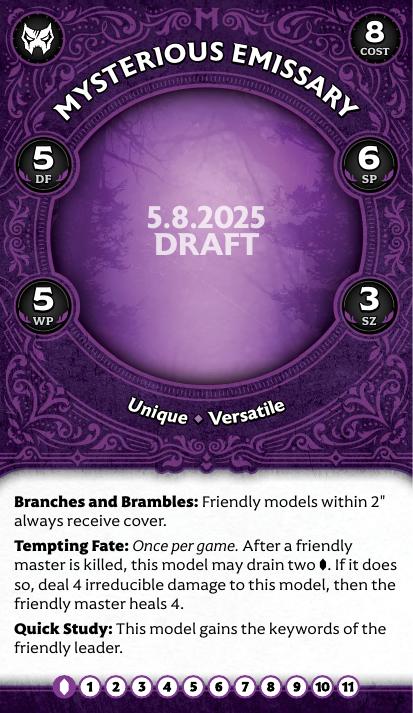 8
COST
MYSTERIOUS EMISSARY
5
DF
6
SP
5.8.2025
DRAFT
5
WP
3
SZ
Unique ⬥ Versatile
Branches and Brambles: Friendly models within 2"
always receive cover.
Tempting Fate: Once per game. After a friendly
master is killed, this model may drain two ⬮. If it does
so, deal 4 irreducible damage to this model, then the
friendly master heals 4.
Quick Study: This model gains the keywords of the
friendly leader.
1 2 3 4 5 6 7 8 9 10 11